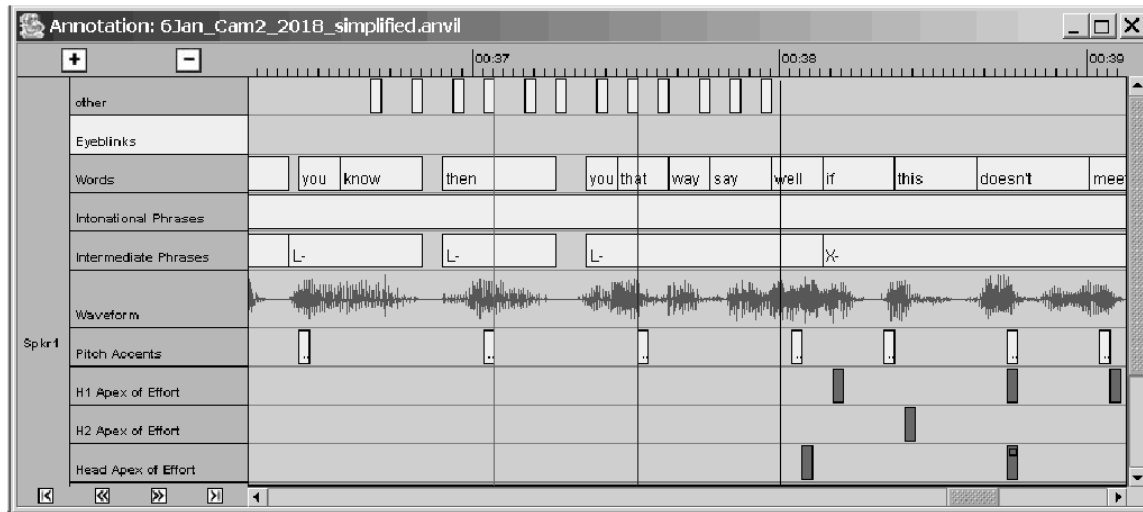 Annotation: 6Jan_Cam2_2018_simplified.anvil
+ -
00:37 00:38 00:39
other
Eyeblinks
Words you know then you that way say well if this doesn't mee
Intonational Phrases
Intermediate Phrases L- L- L- X-
Waveform
Spkr1
Pitch Accents .. .. .. .. .. .. ..
H1 Apex of Effort
H2 Apex of Effort
Head Apex of Effort